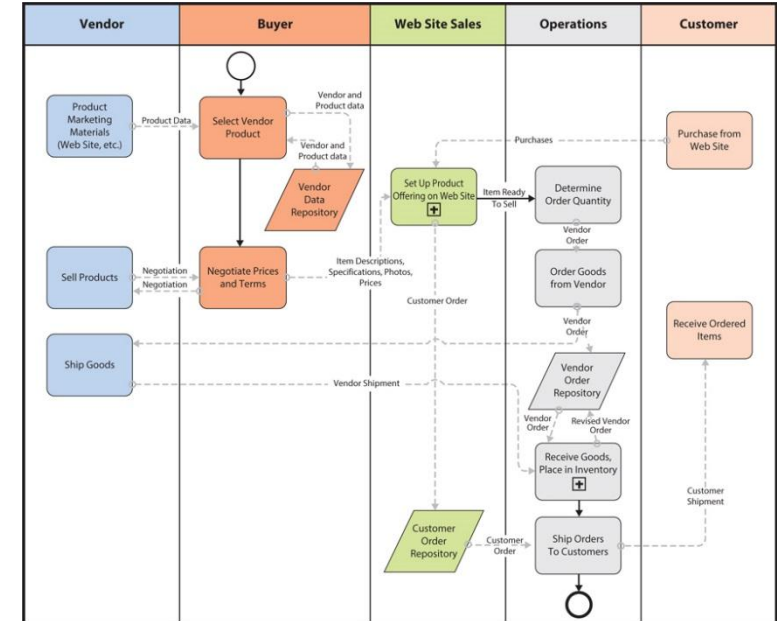 Vendor
Buyer
Web Site Sales
Operations
Customer
Product
Marketing
Materials
(Web Site, etc.)
Product Data
Select Vendor
Product
Vendor and
Product data
Vendor and
Product data
Vendor
Data
Repository
Purchases
Purchase from
Web Site
Set Up Product
Offering on Web Site
Item Ready
To Sell
Determine
Order Quantity
Vendor
Order
Sell Products
Negotiation
Negotiation
Negotiate Prices
and Terms
Item Descriptions,
Specifications, Photos,
Prices
Order Goods
from Vendor
Customer Order
Vendor
Order
Receive Ordered
Items
Ship Goods
Vendor Shipment
Vendor
Order
Repository
Vendor
Order
Revised Vendor
Order
Receive Goods,
Place in Inventory
Customer
Shipment
Customer
Order
Repository
Customer
Order
Ship Orders
To Customers